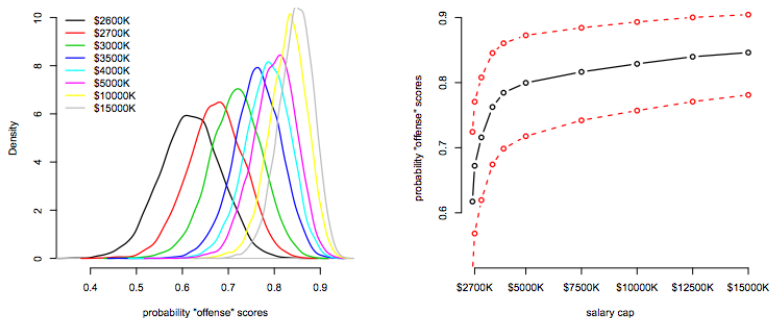 $2600K
$2700K
$3000K
$3500K
$4000K
$5000K
$10000K
$15000K
Density
0
2
4
6
8
10
0.4 0.5 0.6 0.7 0.8 0.9
probability "offense" scores
probability "offense" scores
0.6
0.7
0.8
0.9
$2700K $5000K $7500K $10000K $12500K $15000K
salary cap